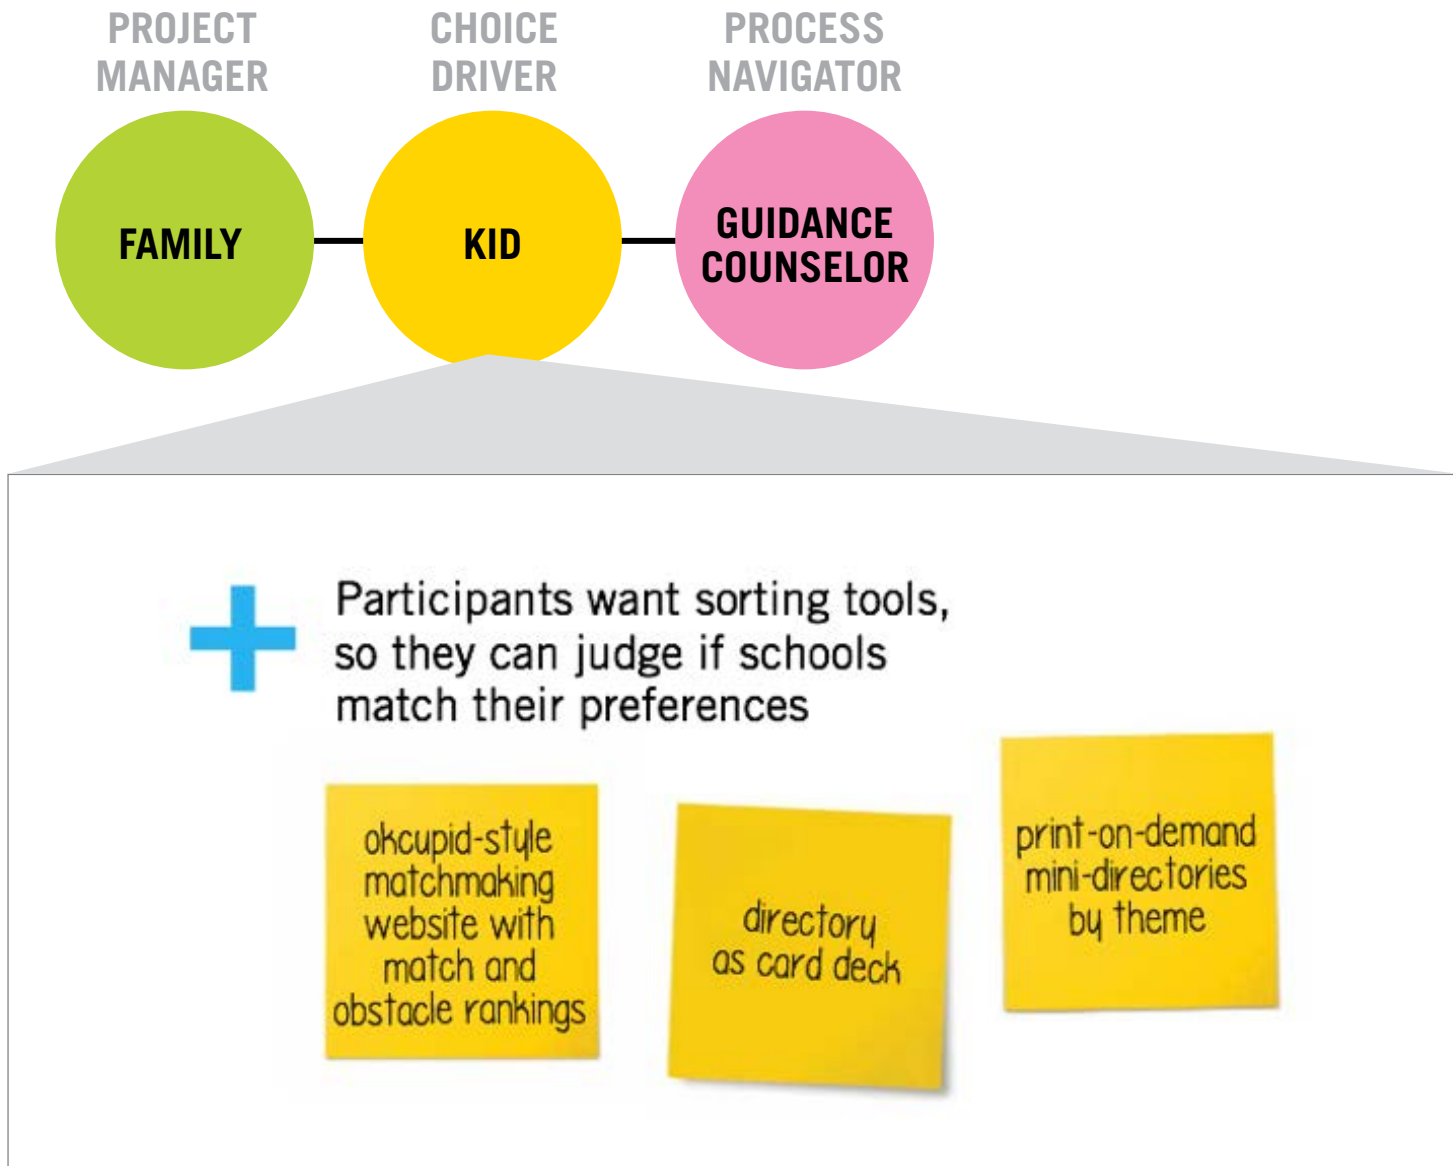 PROJECT
MANAGER
CHOICE
DRIVER
PROCESS
NAVIGATOR
FAMILY
KID
GUIDANCE
COUNSELOR
Participants want sorting tools,
so they can judge if schools
match their preferences
okcupid-style
matchmaking
website with
match and
obstacle rankings
directory
as card deck
print-on-demand
mini-directories
by theme